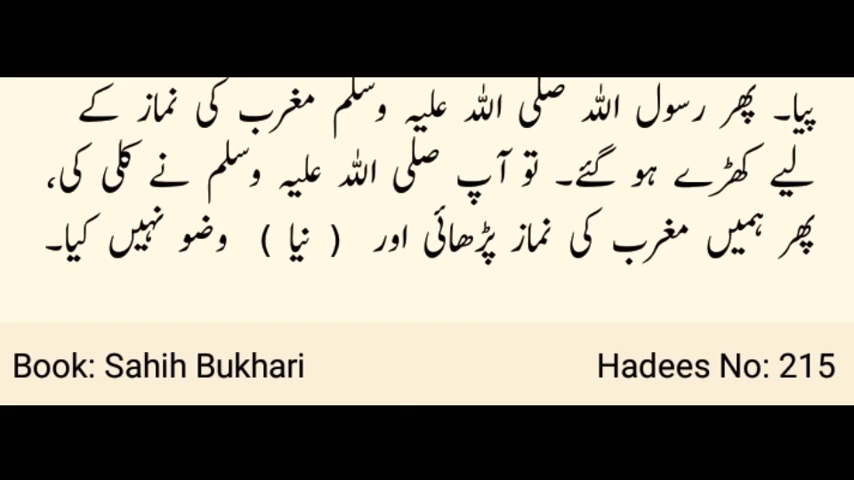 پیا۔ پھر رسول اللہ صلی اللہ علیہ وسلم مغرب کی نماز کے
لیے کھڑے ہو گئے۔ تو آپ صلی اللہ علیہ وسلم نے کلی کی،
پھر ہمیں مغرب کی نماز پڑھائی اور ( نیا ) وضو نہیں کیا۔
Book: Sahih Bukhari
Hadees No: 215